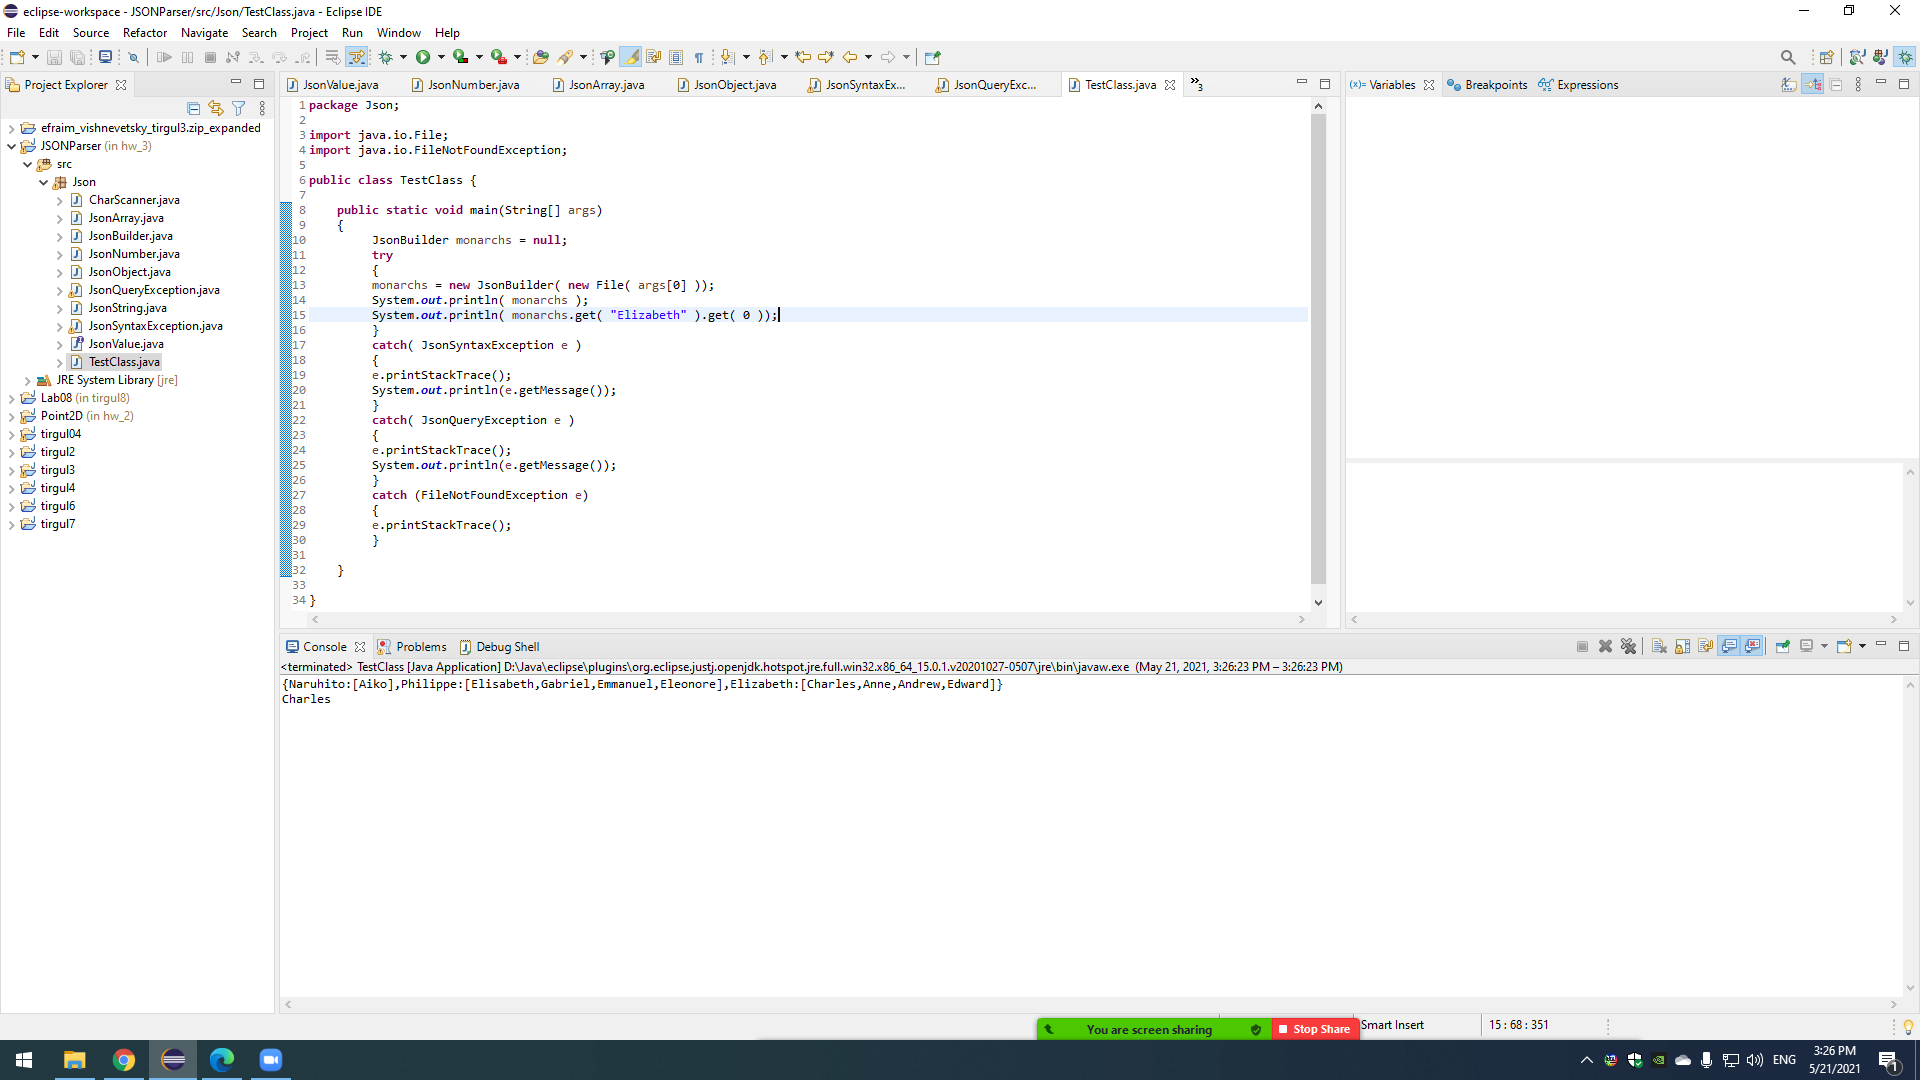 eclipse-workspace - JSONParser/src/Json/TestClass.java - Eclipse IDE
File Edit Source Refactor Navigate Search Project Run Window Help
Project Explorer
efraim_vishnevetsky_tirgul3.zip_expanded
JSONParser (in hw_3)
src
Json
CharScanner.java
JsonArray.java
JsonBuilder.java
JsonNumber.java
JsonObject.java
JsonQueryException.java
JsonString.java
JsonSyntaxException.java
JsonValue.java
TestClass.java
JRE System Library [jre]
Lab08 (in tirgul8)
Point2D (in hw_2)
tirgul04
tirgul2
tirgul3
tirgul4
tirgul6
tirgul7
JsonValue.java JsonNumber.java JsonArray.java JsonObject.java JsonSyntaxEx... JsonQueryExc... TestClass.java »3
1 package Json;
2
3 import java.io.File;
4 import java.io.FileNotFoundException;
5
6 public class TestClass {
7
8 public static void main(String[] args)
9 {
10 JsonBuilder monarchs = null;
11 try
12 {
13 monarchs = new JsonBuilder( new File( args[0] ));
14 System.out.println( monarchs );
15 System.out.println( monarchs.get( "Elizabeth" ).get( 0 ));
16 }
17 catch( JsonSyntaxException e )
18 {
19 e.printStackTrace();
20 System.out.println(e.getMessage());
21 }
22 catch( JsonQueryException e )
23 {
24 e.printStackTrace();
25 System.out.println(e.getMessage());
26 }
27 catch (FileNotFoundException e)
28 {
29 e.printStackTrace();
30 }
31
32 }
33
34 }
(x)= Variables Breakpoints Expressions
Console Problems Debug Shell
<terminated> TestClass [Java Application] D:\Java\eclipse\plugins\org.eclipse.justj.openjdk.hotspot.jre.full.win32.x86_64_15.0.1.v20201027-0507\jre\bin\javaw.exe (May 21, 2021, 3:26:23 PM – 3:26:23 PM)
{Naruhito:[Aiko],Philippe:[Elisabeth,Gabriel,Emmanuel,Eleonore],Elizabeth:[Charles,Anne,Andrew,Edward]}
Charles
You are screen sharing Stop Share
Smart Insert 15 : 68 : 351
ENG
3:26 PM
5/21/2021
1